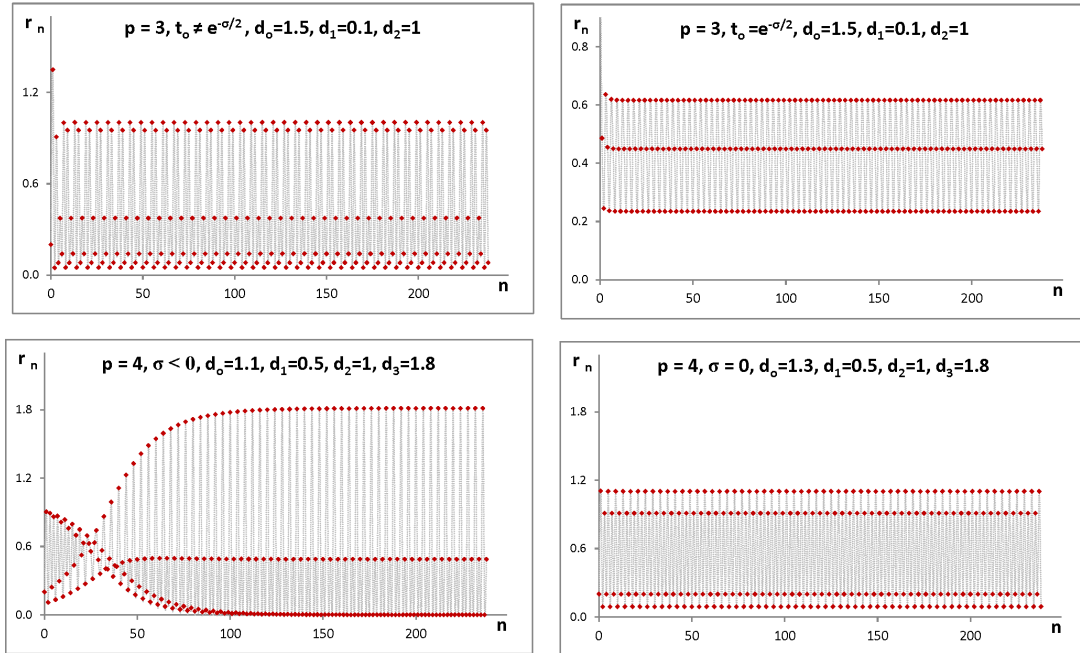 r n
p = 3, tₒ ≠ e^-σ/2, dₒ=1.5, d₁=0.1, d₂=1
1.2
0.6
0.0
0 50 100 150 200 n
r n
p = 3, tₒ =e^-σ/2, dₒ=1.5, d₁=0.1, d₂=1
0.8
0.6
0.4
0.2
0.0
0 50 100 150 200 n
r n
p = 4, σ < 0, dₒ=1.1, d₁=0.5, d₂=1, d₃=1.8
1.8
1.2
0.6
0.0
0 50 100 150 200 n
r n
p = 4, σ = 0, dₒ=1.3, d₁=0.5, d₂=1, d₃=1.8
1.8
1.2
0.6
0.0
0 50 100 150 200 n